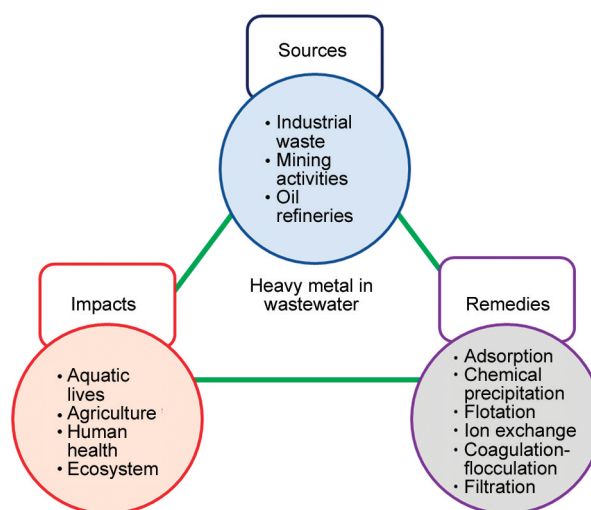 Sources
• Industrial
waste
• Mining
activities
• Oil
refineries
Heavy metal in
wastewater
Impacts
• Aquatic
lives
• Agriculture
• Human
health
• Ecosystem
Remedies
• Adsorption
• Chemical
precipitation
• Flotation
• Ion exchange
• Coagulation-
flocculation
• Filtration